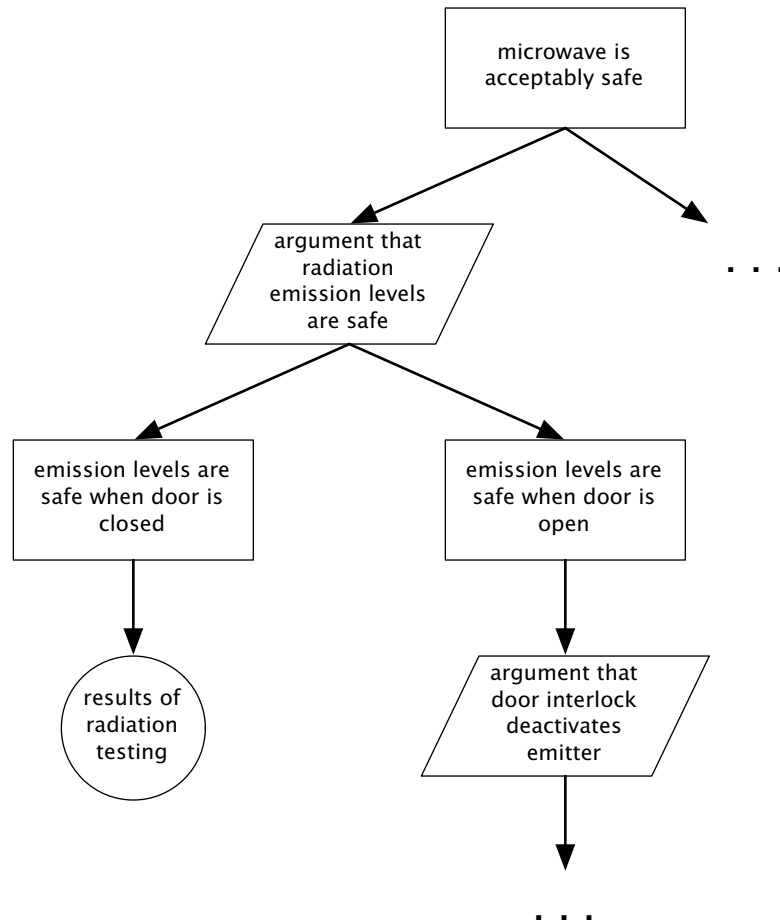 microwave is
acceptably safe
argument that
radiation
emission levels
are safe
. . .
emission levels are
safe when door is
closed
emission levels are
safe when door is
open
results of
radiation
testing
argument that
door interlock
deactivates
emitter
. . .